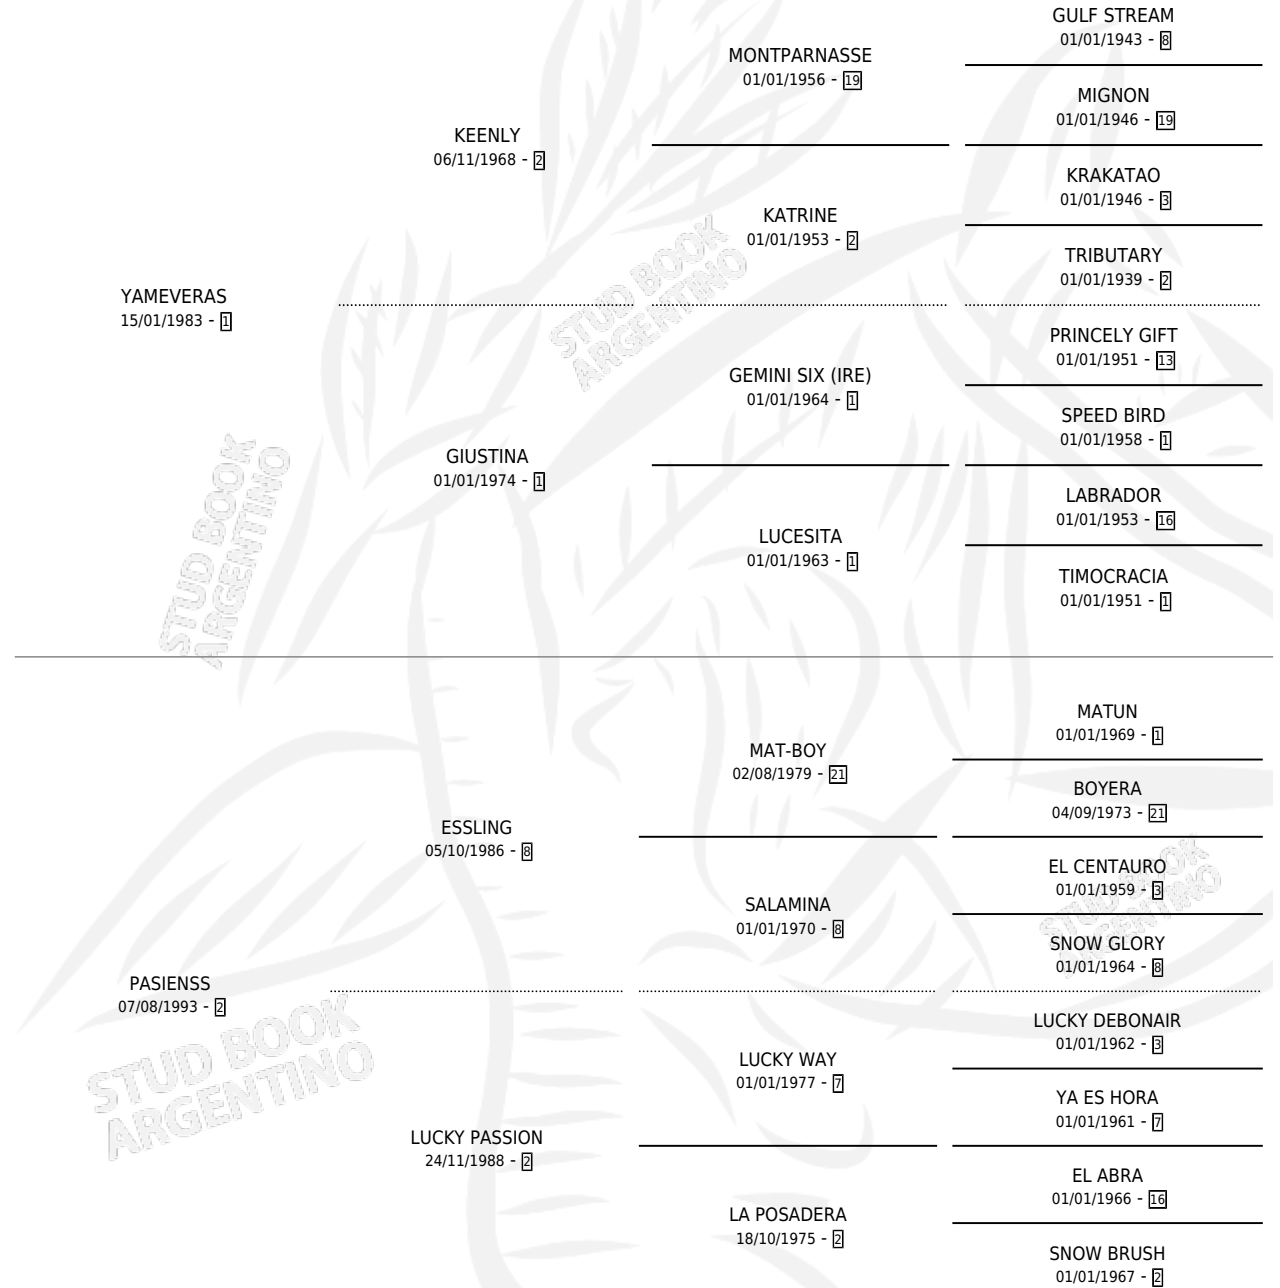 GULF STREAM
01/01/1943 - 8
MONTPARNASSE
01/01/1956 - 19
MIGNON
01/01/1946 - 19
KEENLY
06/11/1968 - 2
KRAKATAO
01/01/1946 - 3
KATRINE
01/01/1953 - 2
TRIBUTARY
01/01/1939 - 2
YAMEVERAS
15/01/1983 - 1
STUD BOOK
ARGENTINO
PRINCELY GIFT
01/01/1951 - 13
GEMINI SIX (IRE)
01/01/1964 - 1
SPEED BIRD
01/01/1958 - 1
GIUSTINA
01/01/1974 - 1
LABRADOR
01/01/1953 - 16
LUCESITA
01/01/1963 - 1
TIMOCRACIA
01/01/1951 - 1
STUD BOOK
ARGENTINO
MATUN
01/01/1969 - 1
MAT-BOY
02/08/1979 - 21
BOYERA
04/09/1973 - 21
ESSLING
05/10/1986 - 8
EL CENTAURO
01/01/1959 - 3
SALAMINA
01/01/1970 - 8
SNOW GLORY
01/01/1964 - 8
STUD BOOK
ARGENTINO
PASIENSS
07/08/1993 - 2
LUCKY DEBONAIR
01/01/1962 - 3
LUCKY WAY
01/01/1977 - 7
YA ES HORA
01/01/1961 - 7
STUD BOOK
ARGENTINO
LUCKY PASSION
24/11/1988 - 2
EL ABRA
01/01/1966 - 16
LA POSADERA
18/10/1975 - 2
SNOW BRUSH
01/01/1967 - 2